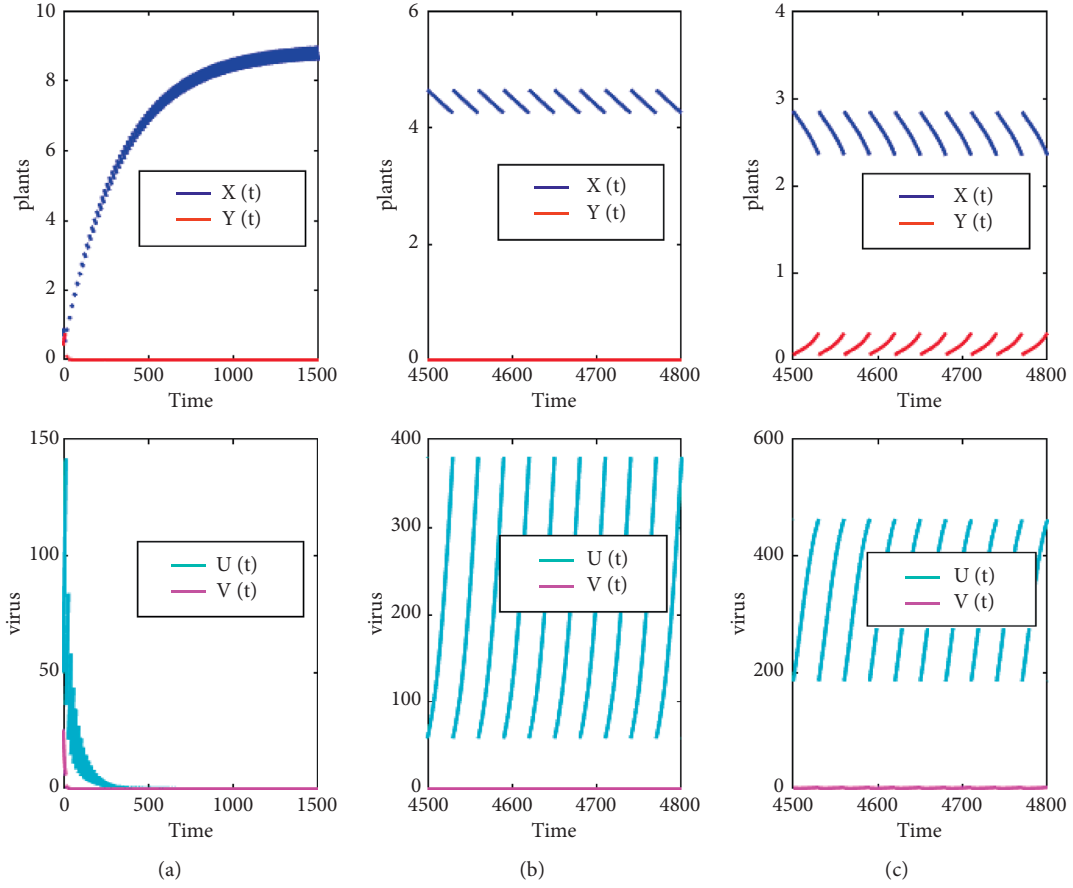 10
8
6
4
2
0
plants
X (t)
Y (t)
0 500 1000 1500
Time
6
4
2
0
plants
X (t)
Y (t)
4500 4600 4700 4800
Time
4
3
2
1
0
plants
X (t)
Y (t)
4500 4600 4700 4800
Time
150
100
50
0
virus
U (t)
V (t)
0 500 1000 1500
Time
(a)
400
300
200
100
0
virus
U (t)
V (t)
4500 4600 4700 4800
Time
(b)
600
400
200
0
virus
U (t)
V (t)
4500 4600 4700 4800
Time
(c)